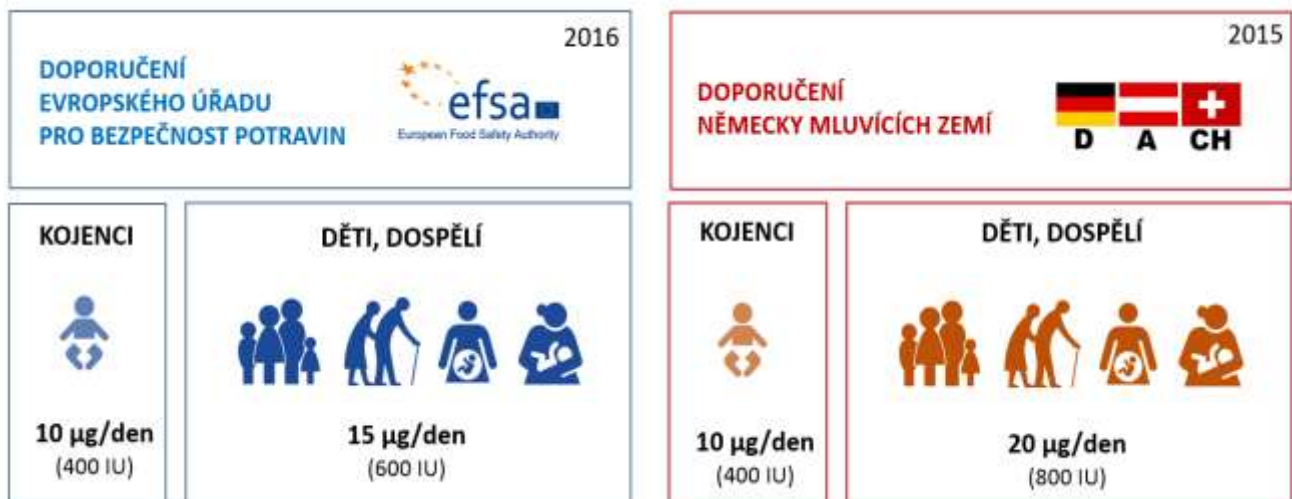 2016
DOPORUČENÍ
EVROPSKÉHO ÚŘADU
PRO BEZPEČNOST POTRAVIN
efsa
European Food Safety Authority
KOJENCI
DĚTI, DOSPĚLÍ
10 µg/den
(400 IU)
15 µg/den
(600 IU)
2015
DOPORUČENÍ
NĚMECKY MLUVÍCÍCH ZEMÍ
D A CH
KOJENCI
DĚTI, DOSPĚLÍ
10 µg/den
(400 IU)
20 µg/den
(800 IU)